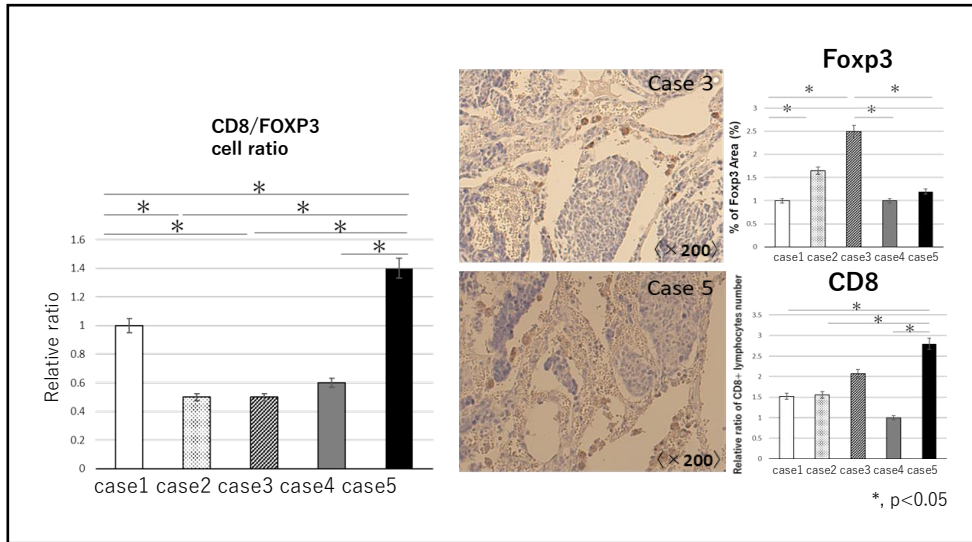 CD8/FOXP3
cell ratio
*
* *
* *
*
Relative ratio
1.6
1.4
1.2
1
0.8
0.6
0.4
0.2
0
case1 case2 case3 case4 case5
Case 3
〈×200〉
Case 5
〈×200〉
Foxp3
* *
* *
% of Foxp3 Area (%)
3
2.5
2
1.5
1
0.5
0
case1 case2 case3 case4 case5
CD8
*
*
*
Relative ratio of CD8+ lymphocytes number
3.5
3
2.5
2
1.5
1
0.5
0
case1 case2 case3 case4 case5
*, p<0.05